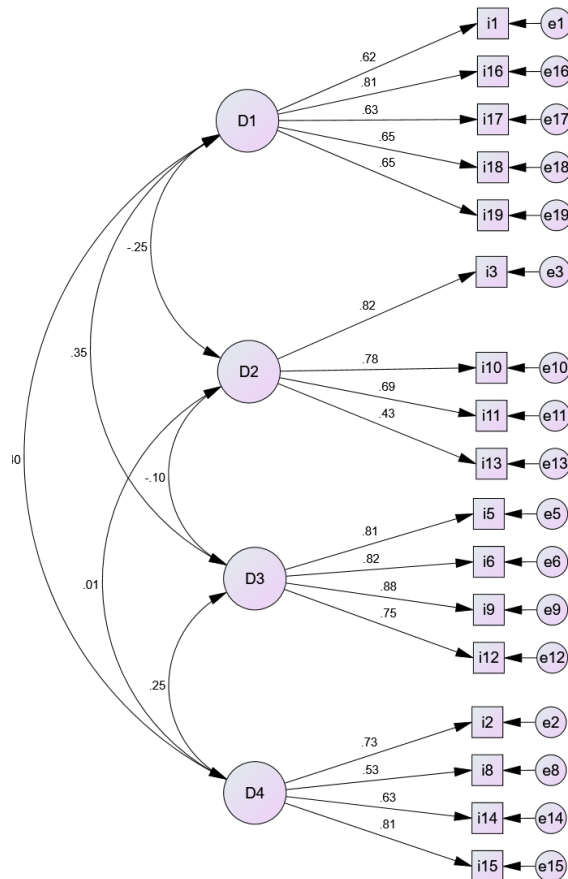 i1 e1
.62
i16 e16
.81
D1
.63 i17 e17
.65 i18 e18
.65
i19 e19
-.25
i3 e3
.82
.35
D2
.78 i10 e10
.69 i11 e11
.43
i13 e13
-.10
i5 e5
.81
.82 i6 e6
D3
.01
.88 i9 e9
.75
i12 e12
.25
i2 e2
.73
.53 i8 e8
D4
.63 i14 e14
.81
i15 e15